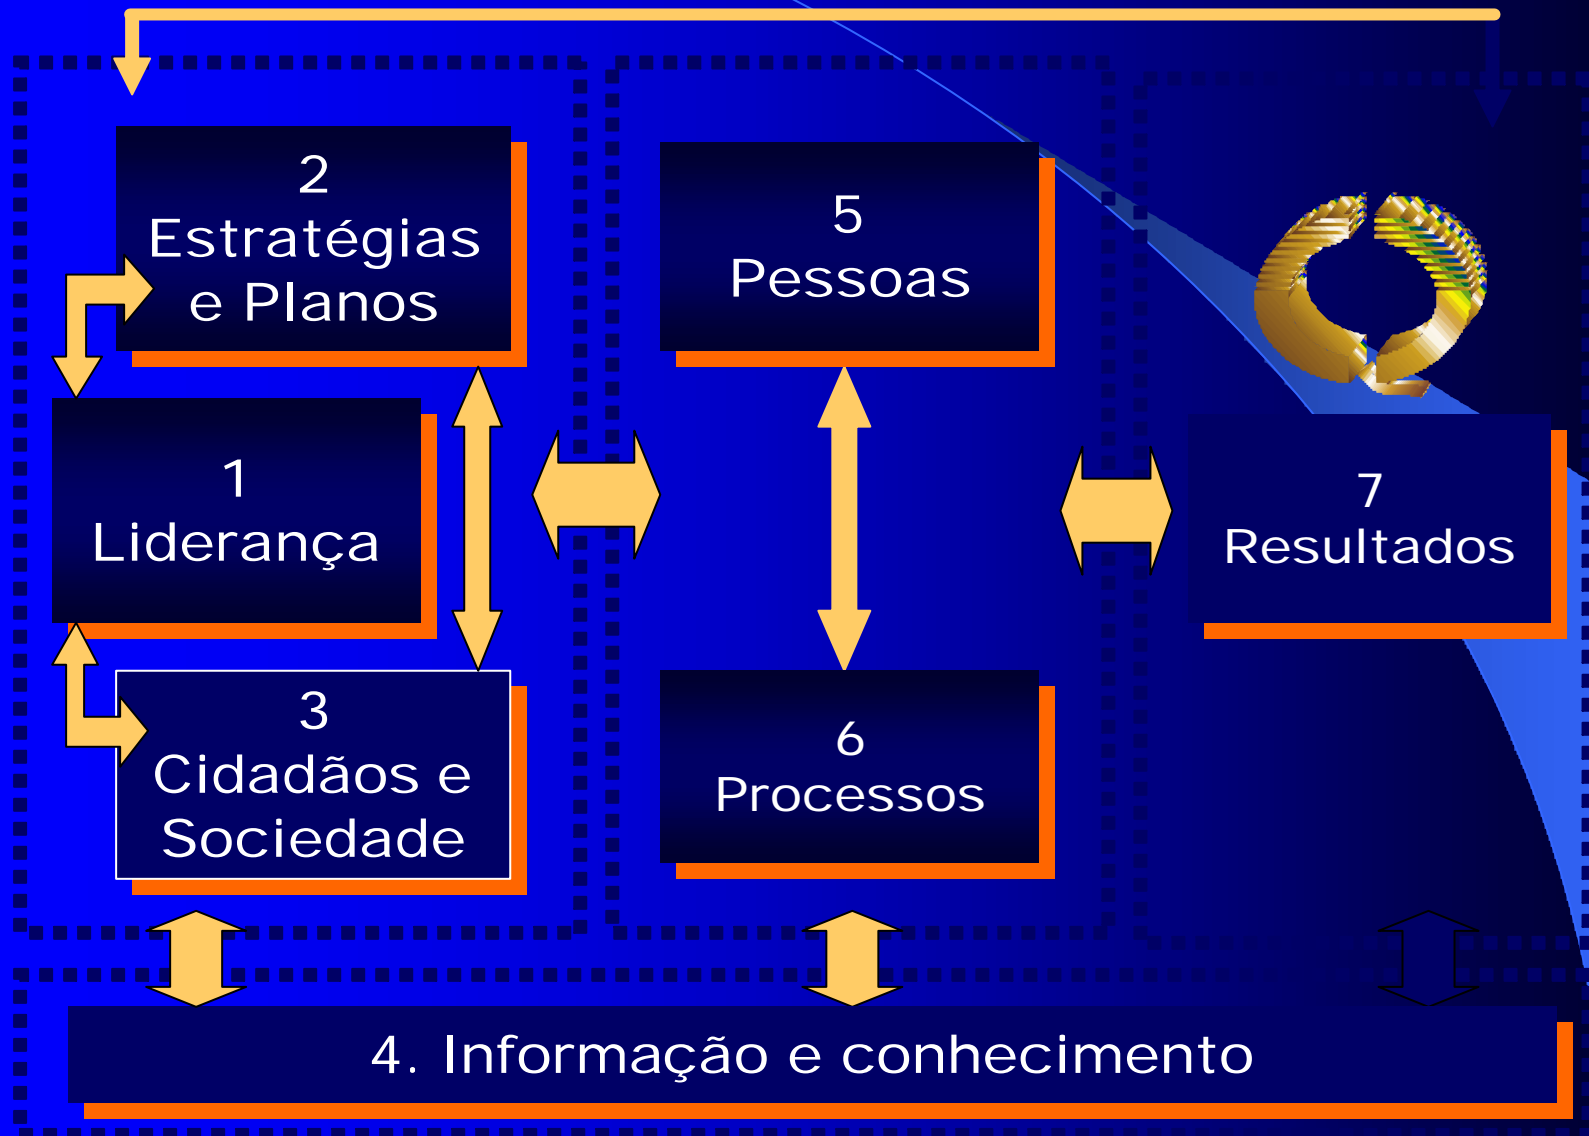 2
Estratégias
e Planos
1
Liderança
3
Cidadãos e
Sociedade
5
Pessoas
6
Processos
7
Resultados
4. Informação e conhecimento